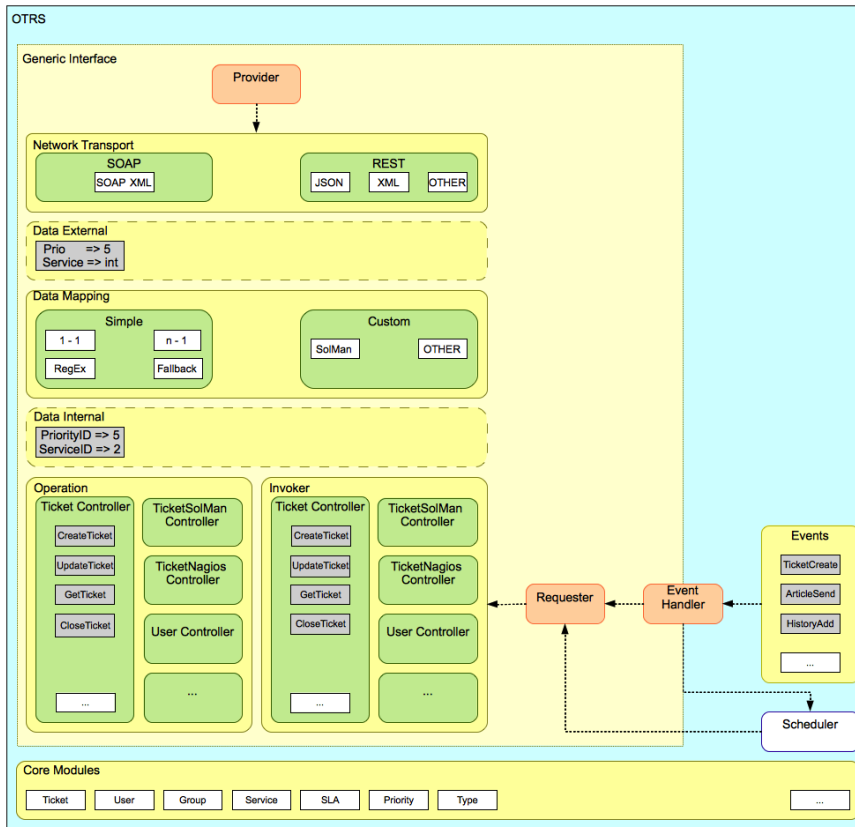 OTRS
Generic Interface
Provider
Network Transport
SOAP
SOAP XML
REST
JSON
XML
OTHER
Data External
Prio => 5
Service => int
Data Mapping
Simple
1 - 1
n - 1
RegEx
Fallback
Custom
SolMan
OTHER
Data Internal
PriorityID => 5
ServiceID => 2
Operation
Ticket Controller
CreateTicket
UpdateTicket
GetTicket
CloseTicket
...
TicketSolMan
Controller
TicketNagios
Controller
User Controller
...
Invoker
Ticket Controller
CreateTicket
UpdateTicket
GetTicket
CloseTicket
...
TicketSolMan
Controller
TicketNagios
Controller
User Controller
...
Requester
Event
Handler
Events
TicketCreate
ArticleSend
HistoryAdd
...
Scheduler
Core Modules
Ticket
User
Group
Service
SLA
Priority
Type
...